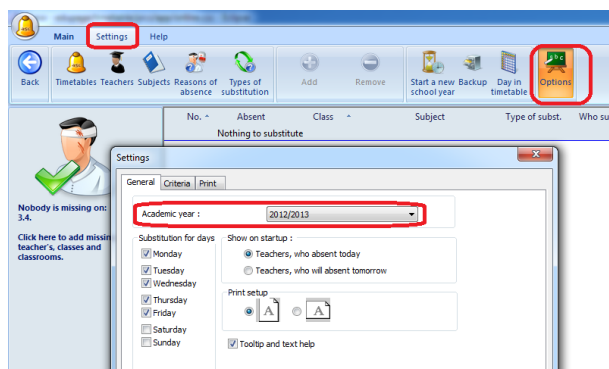 Main Settings Help
Back Timetables Teachers Subjects Reasons of absence Types of substitution Add Remove Start a new school year Backup Day in timetable Options
No. Absent Class Subject Type of subst. Who su
Nothing to substitute
Nobody is missing on:
3.4.
Click here to add missin
teacher's, classes and
classrooms.
Settings
General Criteria Print
Academic year : 2012/2013
Substitution for days
Monday
Tuesday
Wednesday
Thursday
Friday
Saturday
Sunday
Show on startup :
Teachers, who absent today
Teachers, who will absent tomorrow
Print setup
A A
Tooltip and text help